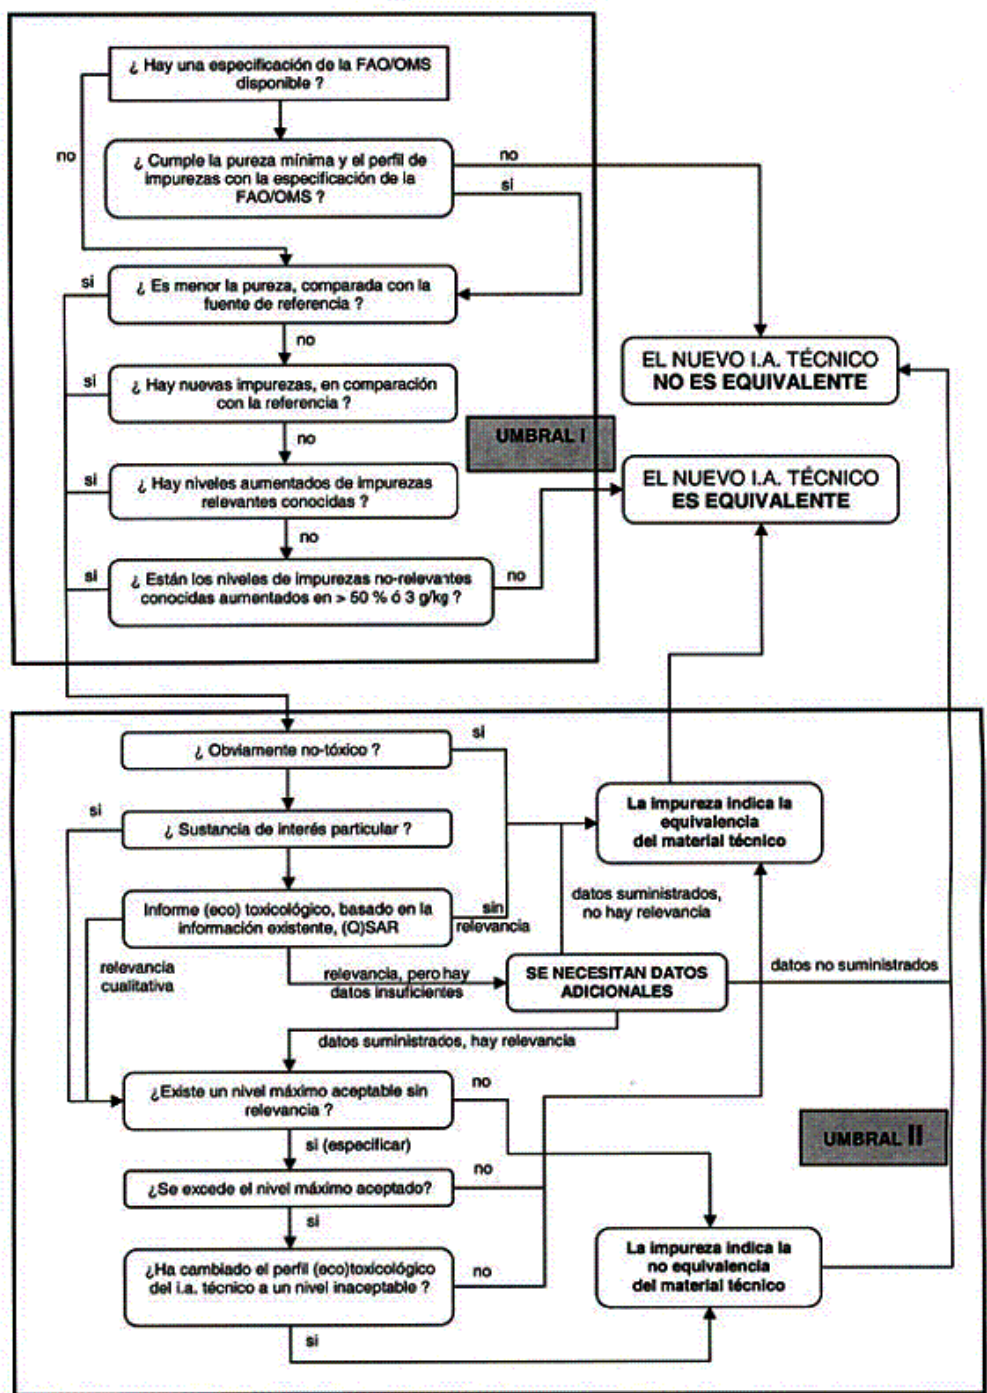 ¿ Hay una especificación de la FAO/OMS
disponible ?
no
¿ Cumple la pureza mínima y el perfil de
impurezas con la especificación de la
FAO/OMS ?
no
si
si
¿ Es menor la pureza, comparada con la
fuente de referencia ?
no
EL NUEVO I.A. TÉCNICO
NO ES EQUIVALENTE
si
¿ Hay nuevas impurezas, en comparación
con la referencia ?
no
UMBRAL I
si
¿ Hay niveles aumentados de impurezas
relevantes conocidas ?
EL NUEVO I.A. TÉCNICO
ES EQUIVALENTE
no
si
¿ Están los niveles de impurezas no-relevantes
conocidas aumentados en > 50 % ó 3 g/kg ?
no
¿ Obviamente no-tóxico ?
si
si
¿ Sustancia de interés particular ?
La impureza indica la
equivalencia
del material técnico
Informe (eco) toxicológico, basado en la
información existente, (Q)SAR
sin
relevancia
datos suministrados,
no hay relevancia
relevancia
cualitativa
relevancia, pero hay
datos insuficientes
SE NECESITAN DATOS
ADICIONALES
datos no suministrados
datos suministrados, hay relevancia
¿Existe un nivel máximo aceptable sin
relevancia ?
no
si (especificar)
UMBRAL II
¿Se excede el nivel máximo aceptado?
no
si
¿Ha cambiado el perfil (eco)toxicológico
del i.a. técnico a un nivel inaceptable ?
no
La impureza indica la
no equivalencia
del material técnico
si